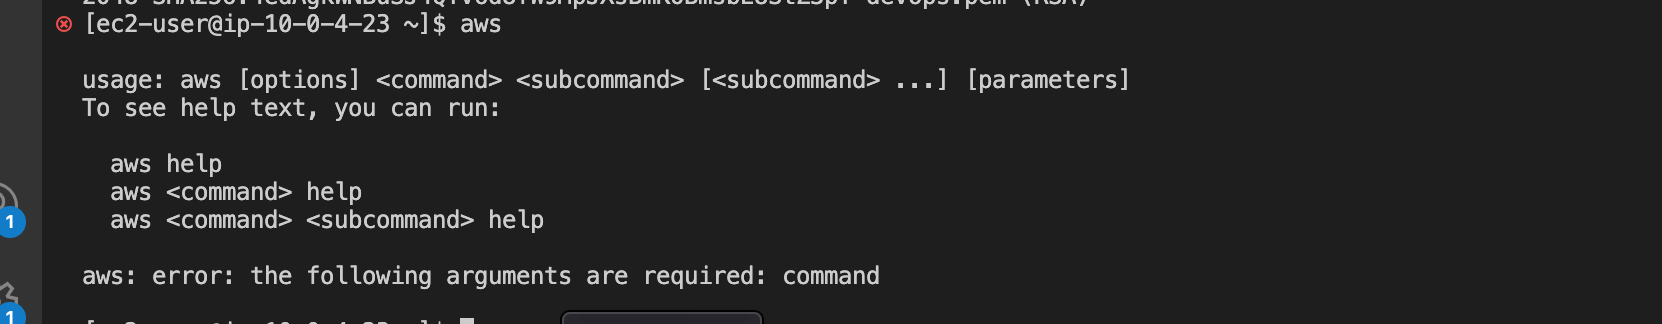 [ec2-user@ip-10-0-4-23 ~]$ aws
usage: aws [options] <command> <subcommand> [<subcommand> ...] [parameters]
To see help text, you can run:
aws help
aws <command> help
aws <command> <subcommand> help
1
aws: error: the following arguments are required: command
1